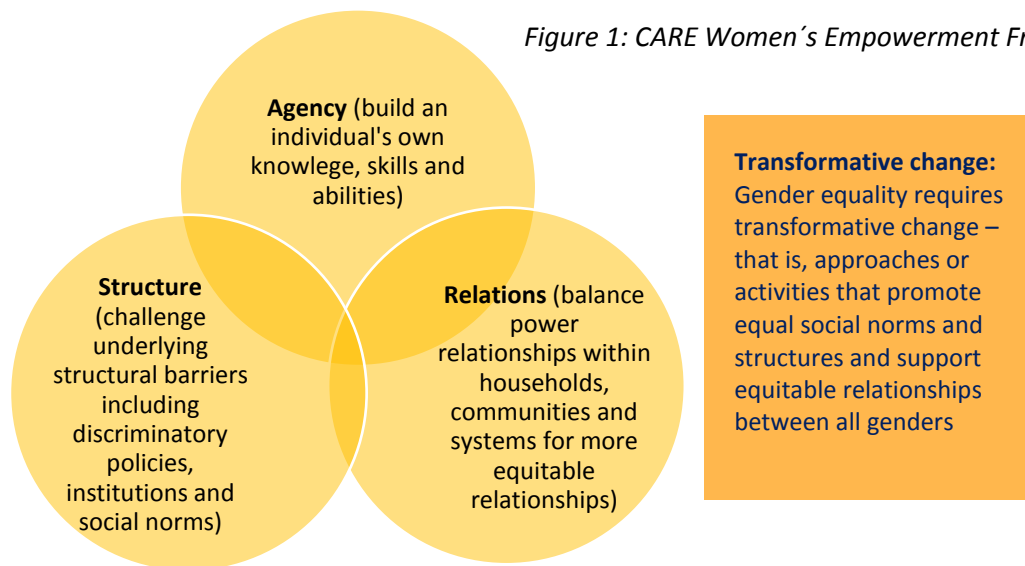 Figure 1: CARE Women´s Empowerment Fr
Agency (build an
individual's own
knowlege, skills and
abilities)
Structure
(challenge
underlying
structural barriers
including
discriminatory
policies,
institutions and
social norms)
Relations (balance
power
relationships within
households,
communities and
systems for more
equitable
relationships)
Transformative change:
Gender equality requires
transformative change –
that is, approaches or
activities that promote
equal social norms and
structures and support
equitable relationships
between all genders